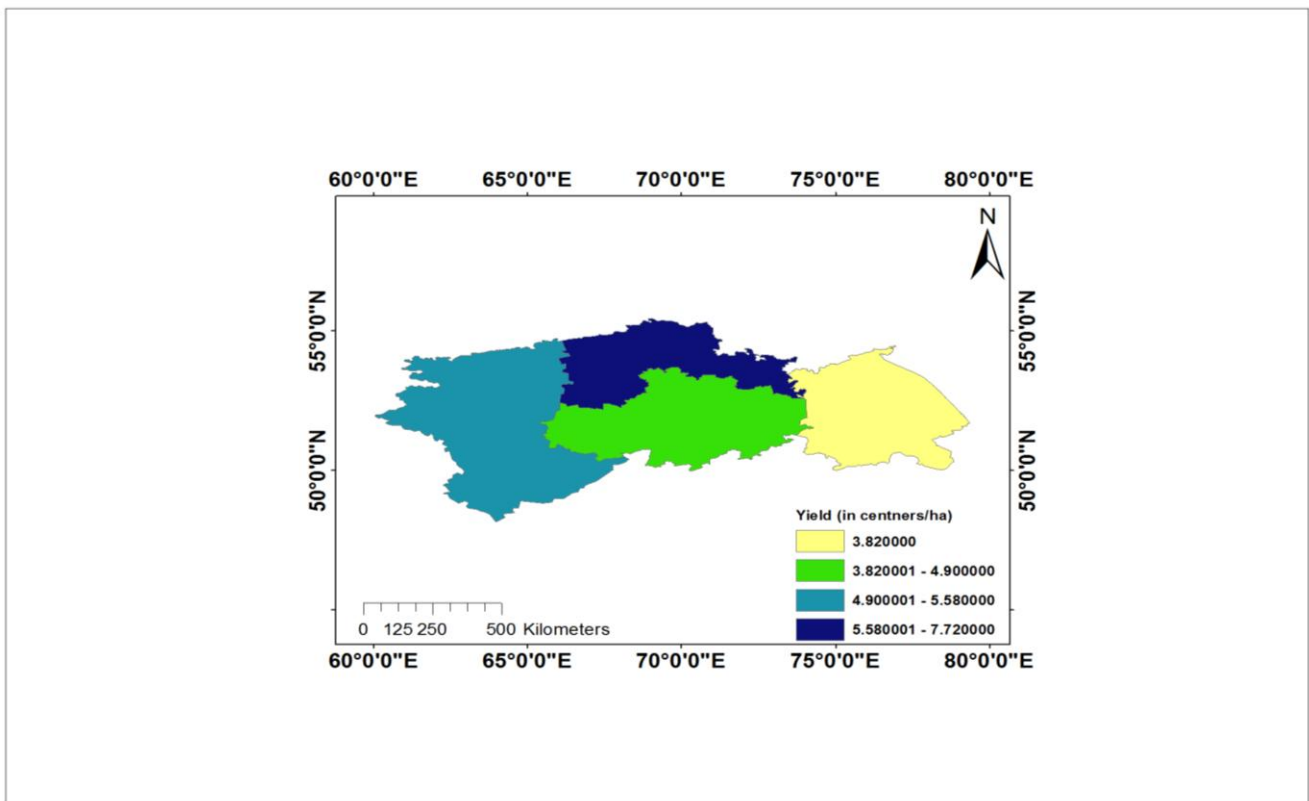 60°0'0"E 65°0'0"E 70°0'0"E 75°0'0"E 80°0'0"E
N
55°0'0"N
55°0'0"N
50°0'0"N
50°0'0"N
Yield (in centners/ha)
3.820000
3.820001 - 4.900000
4.900001 - 5.580000
5.580001 - 7.720000
0 125 250 500 Kilometers
60°0'0"E 65°0'0"E 70°0'0"E 75°0'0"E 80°0'0"E